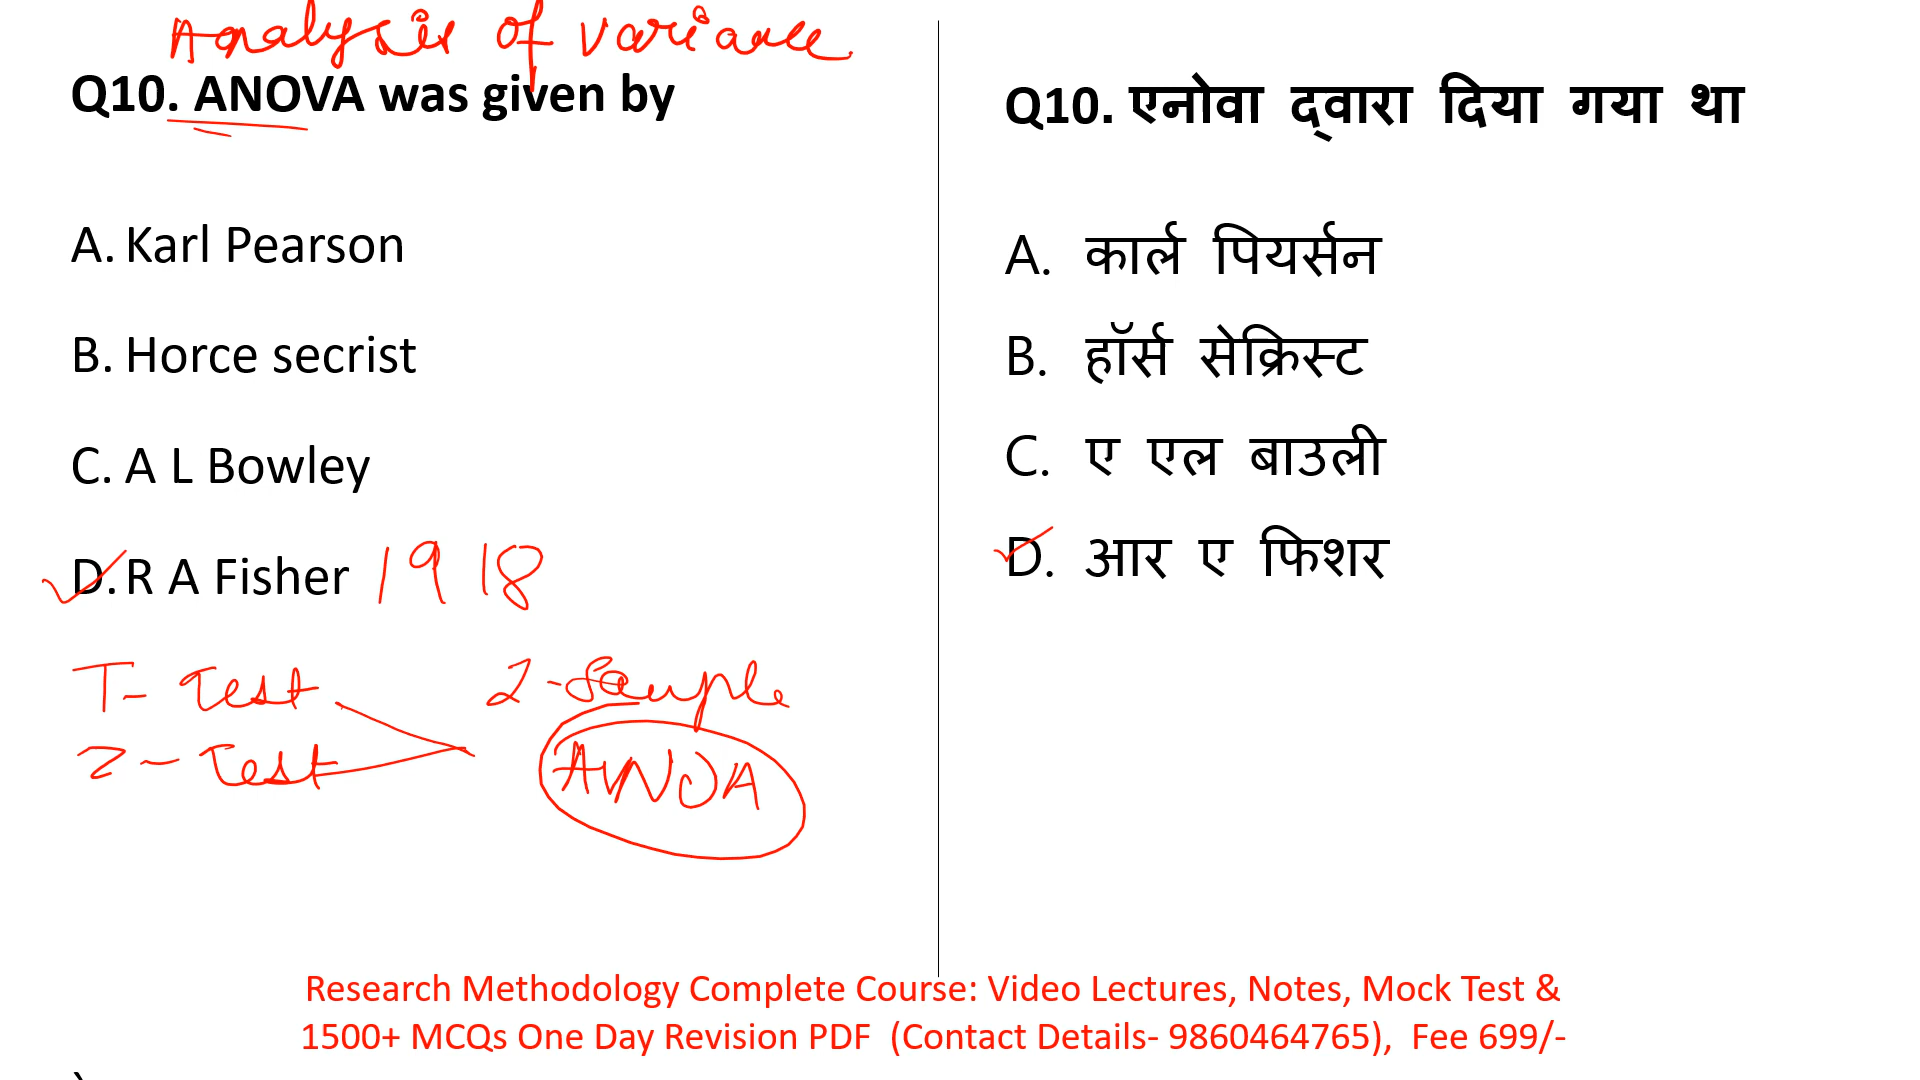 Analysis of variance
Q10. ANOVA was given by
A. Karl Pearson
B. Horce secrist
C. A L Bowley
D. R A Fisher 1918
T- Test 2-Sample
Z- Test ANOA
Q10. एनोवा द्वारा दिया गया था
A. कार्ल पियर्सन
B. हॉर्स सेक्रिस्ट
C. ए एल बाउली
D. आर ए फिशर
Research Methodology Complete Course: Video Lectures, Notes, Mock Test &
1500+ MCQs One Day Revision PDF (Contact Details- 9860464765), Fee 699/-